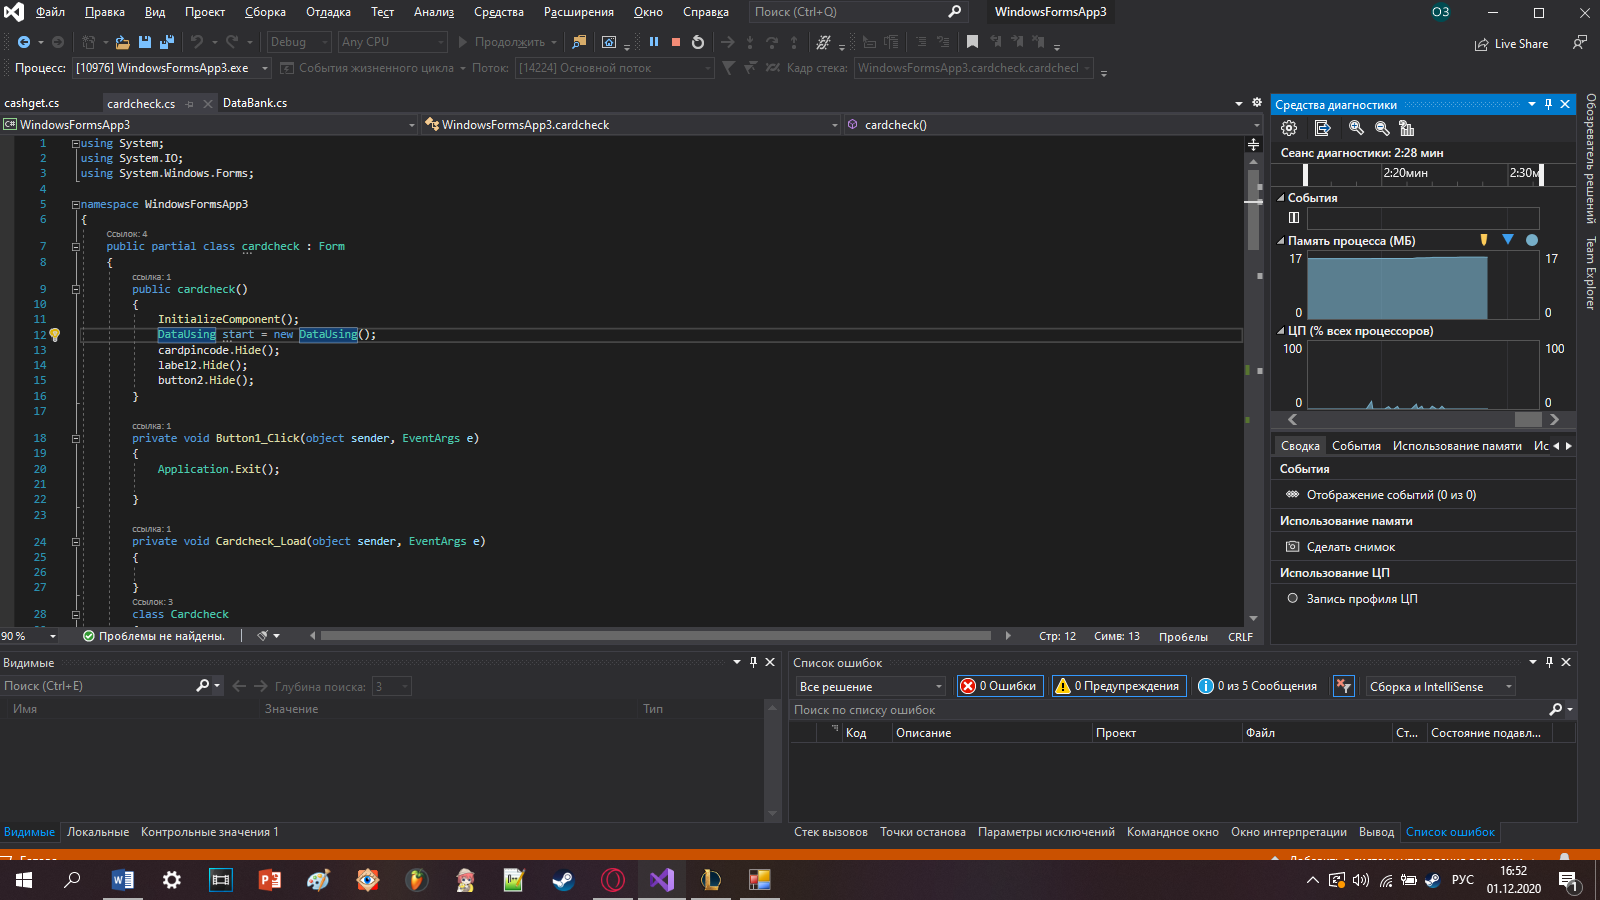 Файл Правка Вид Проект Сборка Отладка Тест Анализ Средства Расширения Окно Справка Поиск (Ctrl+Q) WindowsFormsApp3 ОЗ
Debug Any CPU Продолжить Live Share
Процесс: [10976] WindowsFormsApp3.exe События жизненного цикла Поток: [14224] Основной поток Кадр стека: WindowsFormsApp3.cardcheck.cardchecl
cashget.cs cardcheck.cs DataBank.cs
C# WindowsFormsApp3 WindowsFormsApp3.cardcheck cardcheck()
1 using System;
2 using System.IO;
3 using System.Windows.Forms;
4
5 namespace WindowsFormsApp3
6 {
Ссылок: 4
7 public partial class cardcheck : Form
8 {
ссылка: 1
9 public cardcheck()
10 {
11 InitializeComponent();
12 DataUsing start = new DataUsing();
13 cardpincode.Hide();
14 label2.Hide();
15 button2.Hide();
16 }
17
ссылка: 1
18 private void Button1_Click(object sender, EventArgs e)
19 {
20 Application.Exit();
21
22 }
23
ссылка: 1
24 private void Cardcheck_Load(object sender, EventArgs e)
25 {
26
27 }
Ссылок: 3
28 class Cardcheck
90 % Проблемы не найдены. Стр: 12 Симв: 13 Пробелы CRLF
Средства диагностики
Сеанс диагностики: 2:28 мин
2:20мин 2:30м
События
Память процесса (МБ)
17 17
0 0
ЦП (% всех процессоров)
100 100
0 0
Сводка События Использование памяти Ис
События
Отображение событий (0 из 0)
Использование памяти
Сделать снимок
Использование ЦП
Запись профиля ЦП
Обозреватель решений
Team Explorer
Видимые
Поиск (Ctrl+E) Глубина поиска: 3
Имя Значение Тип
Видимые Локальные Контрольные значения 1
Список ошибок
Все решение 0 Ошибки 0 Предупреждения 0 из 5 Сообщения Сборка и IntelliSense
Поиск по списку ошибок
Код Описание Проект Файл Ст... Состояние подавл...
Стек вызовов Точки останова Параметры исключений Командное окно Окно интерпретации Вывод Список ошибок
РУС
16:52
01.12.2020
1